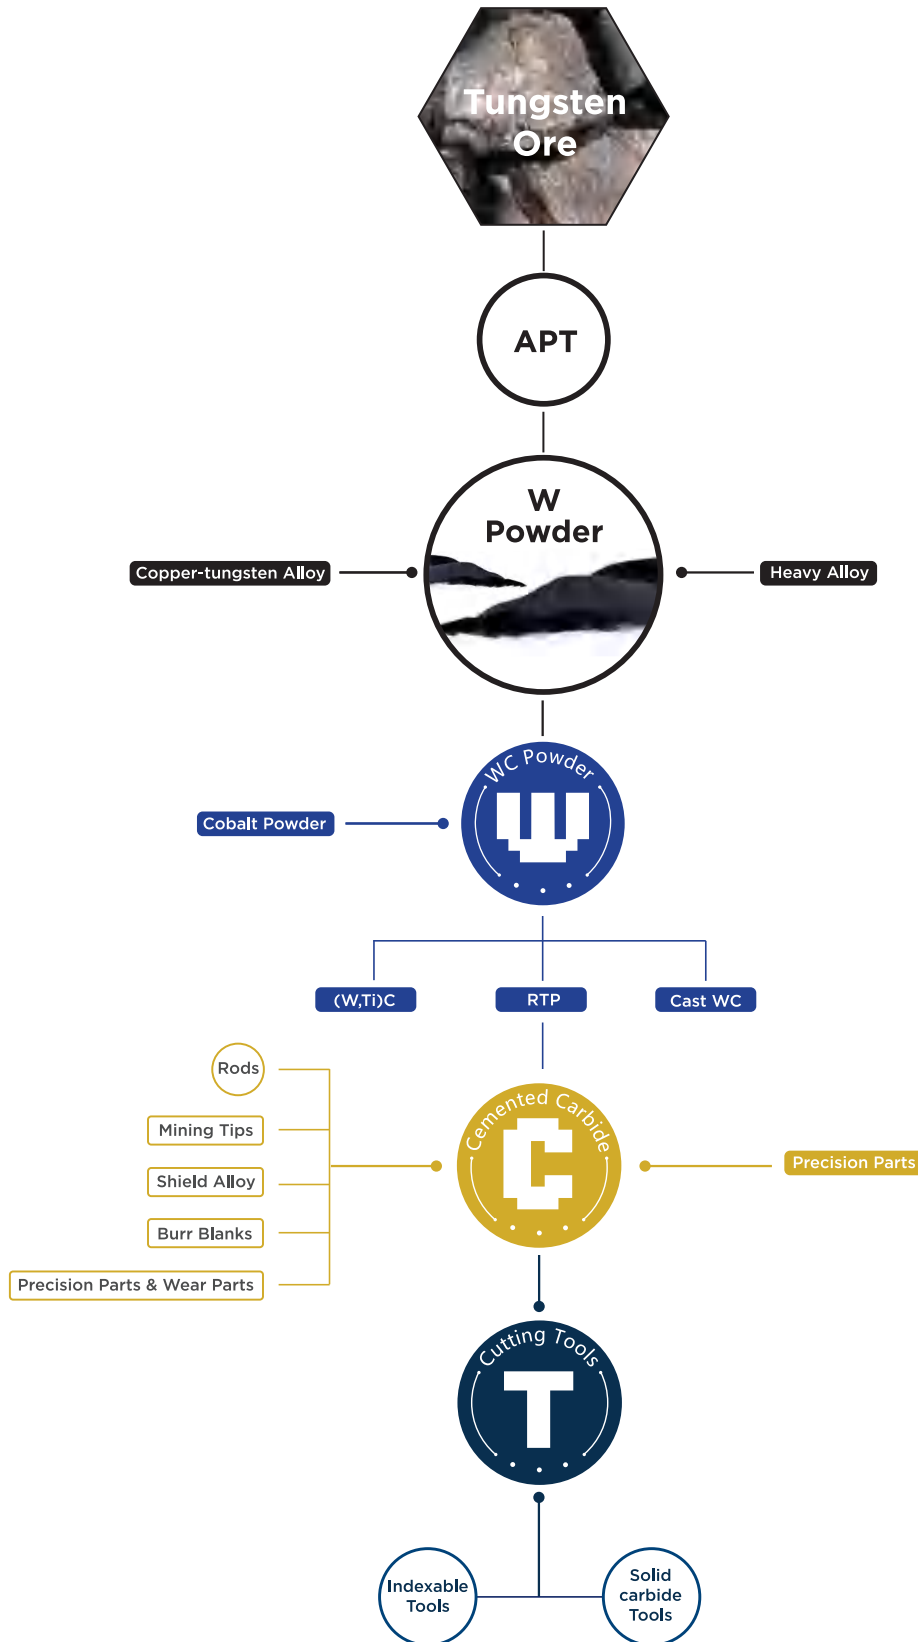 Tungsten
Ore
APT
W
Powder
Copper-tungsten Alloy
Heavy Alloy
WC Powder
W
Cobalt Powder
(W,Ti)C
RTP
Cast WC
Rods
Mining Tips
Shield Alloy
Burr Blanks
Precision Parts & Wear Parts
Cemented Carbide
C
Precision Parts
Cutting Tools
T
Indexable
Tools
Solid
carbide
Tools